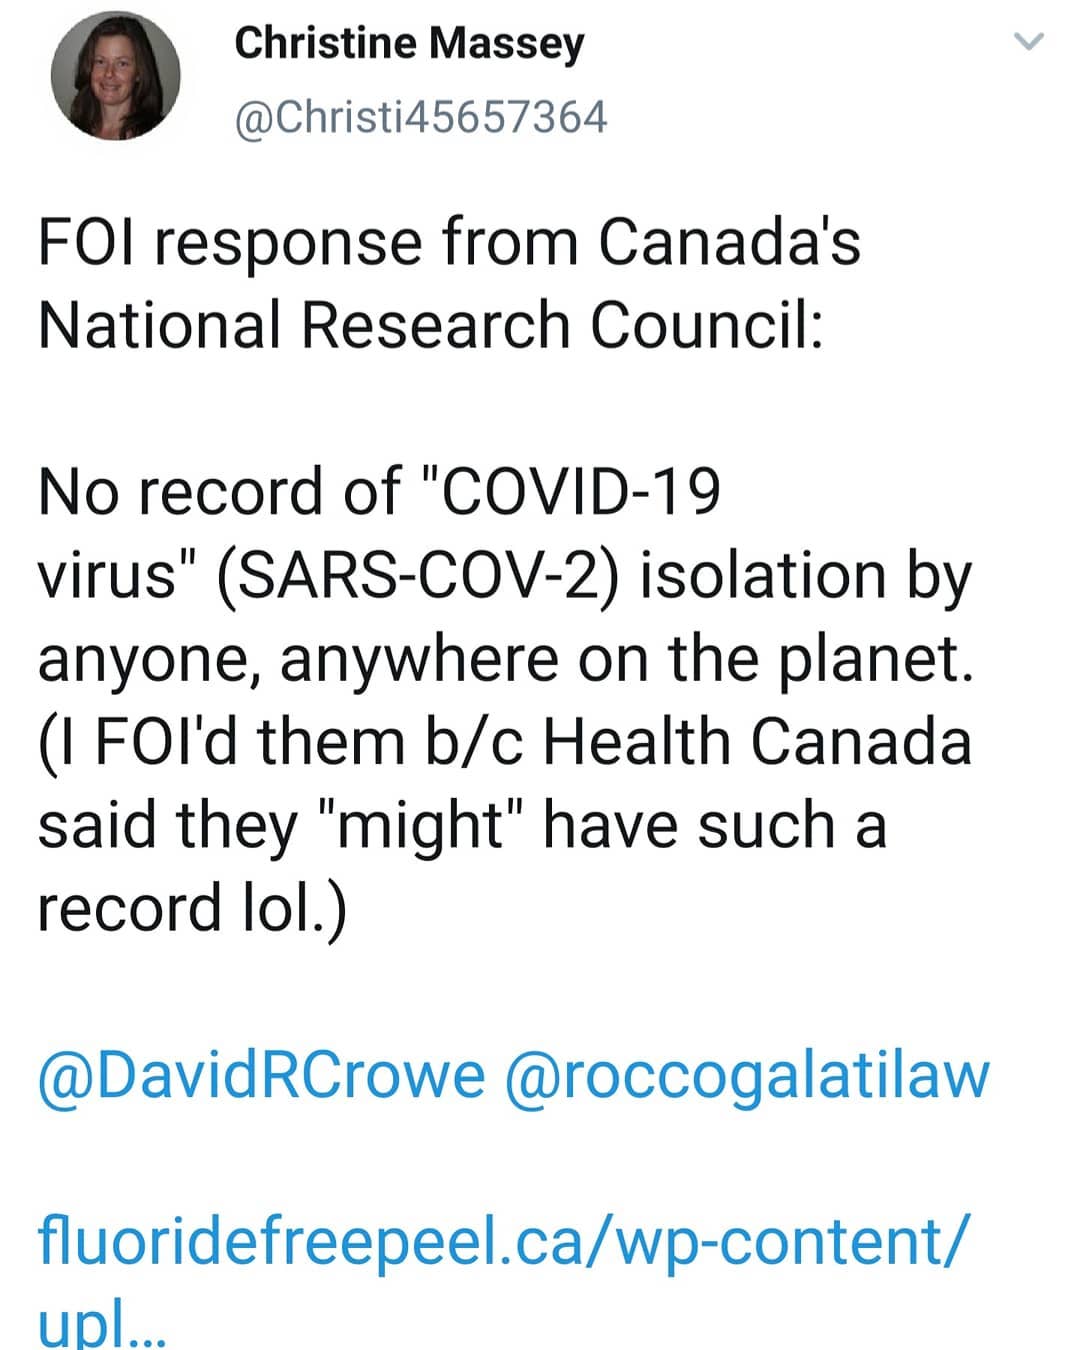 Christine Massey
@Christi45657364
FOI response from Canada's
National Research Council:
No record of "COVID-19
virus" (SARS-COV-2) isolation by
anyone, anywhere on the planet.
(I FOI'd them b/c Health Canada
said they "might" have such a
record lol.)
@DavidRCrowe @roccogalatilaw
fluoridefreepeel.ca/wp-content/
upl...